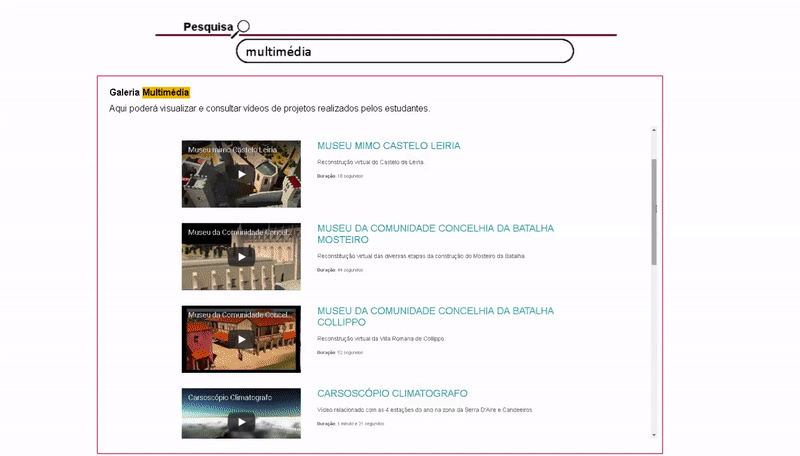 Pesquisa
multimédia
Galeria Multimédia
Aqui poderá visualizar e consultar vídeos de projetos realizados pelos estudantes.
Museu mimo Castelo Leiria
MUSEU MIMO CASTELO LEIRIA
Reconstrução virtual do Castelo de Leiria.
Duração: 18 segundos
Museu da Comunidade Concel...
MUSEU DA COMUNIDADE CONCELHIA DA BATALHA
MOSTEIRO
Reconstituição virtual das diversas etapas da construção do Mosteiro da Batalha
Duração: 44 segundos
Museu da Comunidade Concel...
MUSEU DA COMUNIDADE CONCELHIA DA BATALHA
COLLIPPO
Reconstrução virtual da Villa Romana de Collippo.
Duração: 52 segundos
Carsoscópio Climatografo
CARSOSCÓPIO CLIMATOGRAFO
Vídeo relacionado com as 4 estações do ano na zona da Serra D'Aire e Candeeiros.
Duração: 1 minuto e 21 segundos